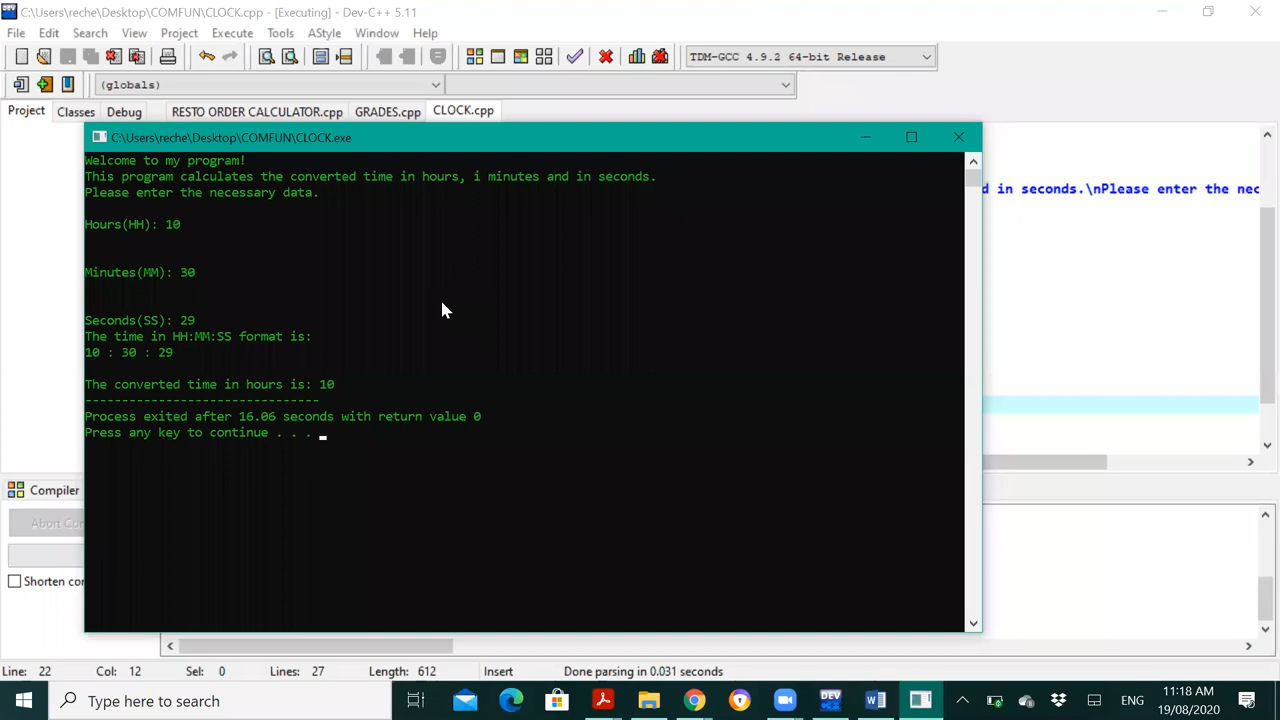 C:\Users\reche\Desktop\COMFUN\CLOCK.cpp - [Executing] - Dev-C++ 5.11
File Edit Search View Project Execute Tools AStyle Window Help
TDM-GCC 4.9.2 64-bit Release
(globals)
Project Classes Debug RESTO ORDER CALCULATOR.cpp GRADES.cpp CLOCK.cpp
C:\Users\reche\Desktop\COMFUN\CLOCK.exe
Welcome to my program!
This program calculates the converted time in hours, i minutes and in seconds.
d in seconds.\nPlease enter the nec
Please enter the necessary data.
Hours(HH): 10
Minutes(MM): 30
Seconds(SS): 29
The time in HH:MM:SS format is:
10 : 30 : 29
The converted time in hours is: 10
--------------------------------
Process exited after 16.06 seconds with return value 0
Press any key to continue . . .
Compiler
Abort Con
Shorten con
Line: 22 Col: 12 Sel: 0 Lines: 27 Length: 612 Insert Done parsing in 0.031 seconds
Type here to search
DEV
ENG
11:18 AM
19/08/2020